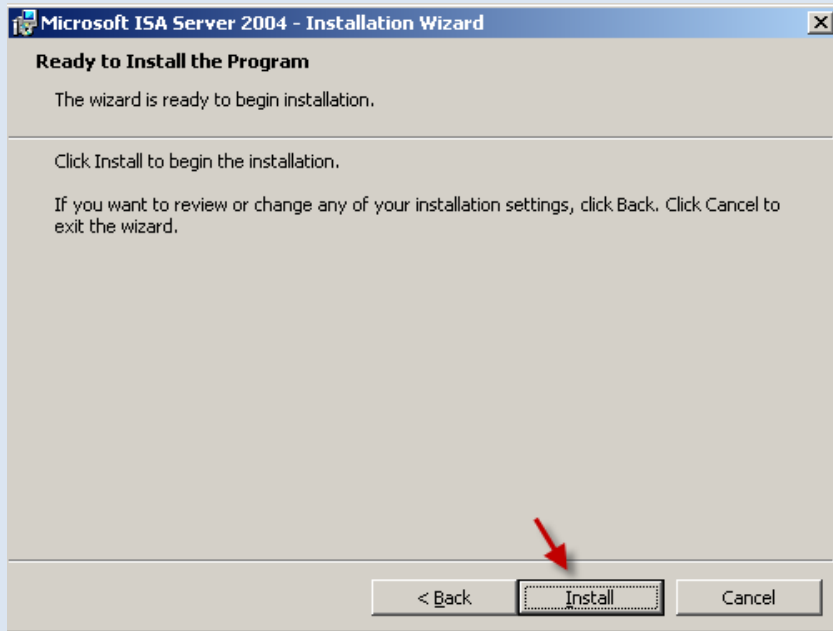 Microsoft ISA Server 2004 - Installation Wizard
Ready to Install the Program
The wizard is ready to begin installation.
Click Install to begin the installation.
If you want to review or change any of your installation settings, click Back. Click Cancel to
exit the wizard.
< Back
Install
Cancel